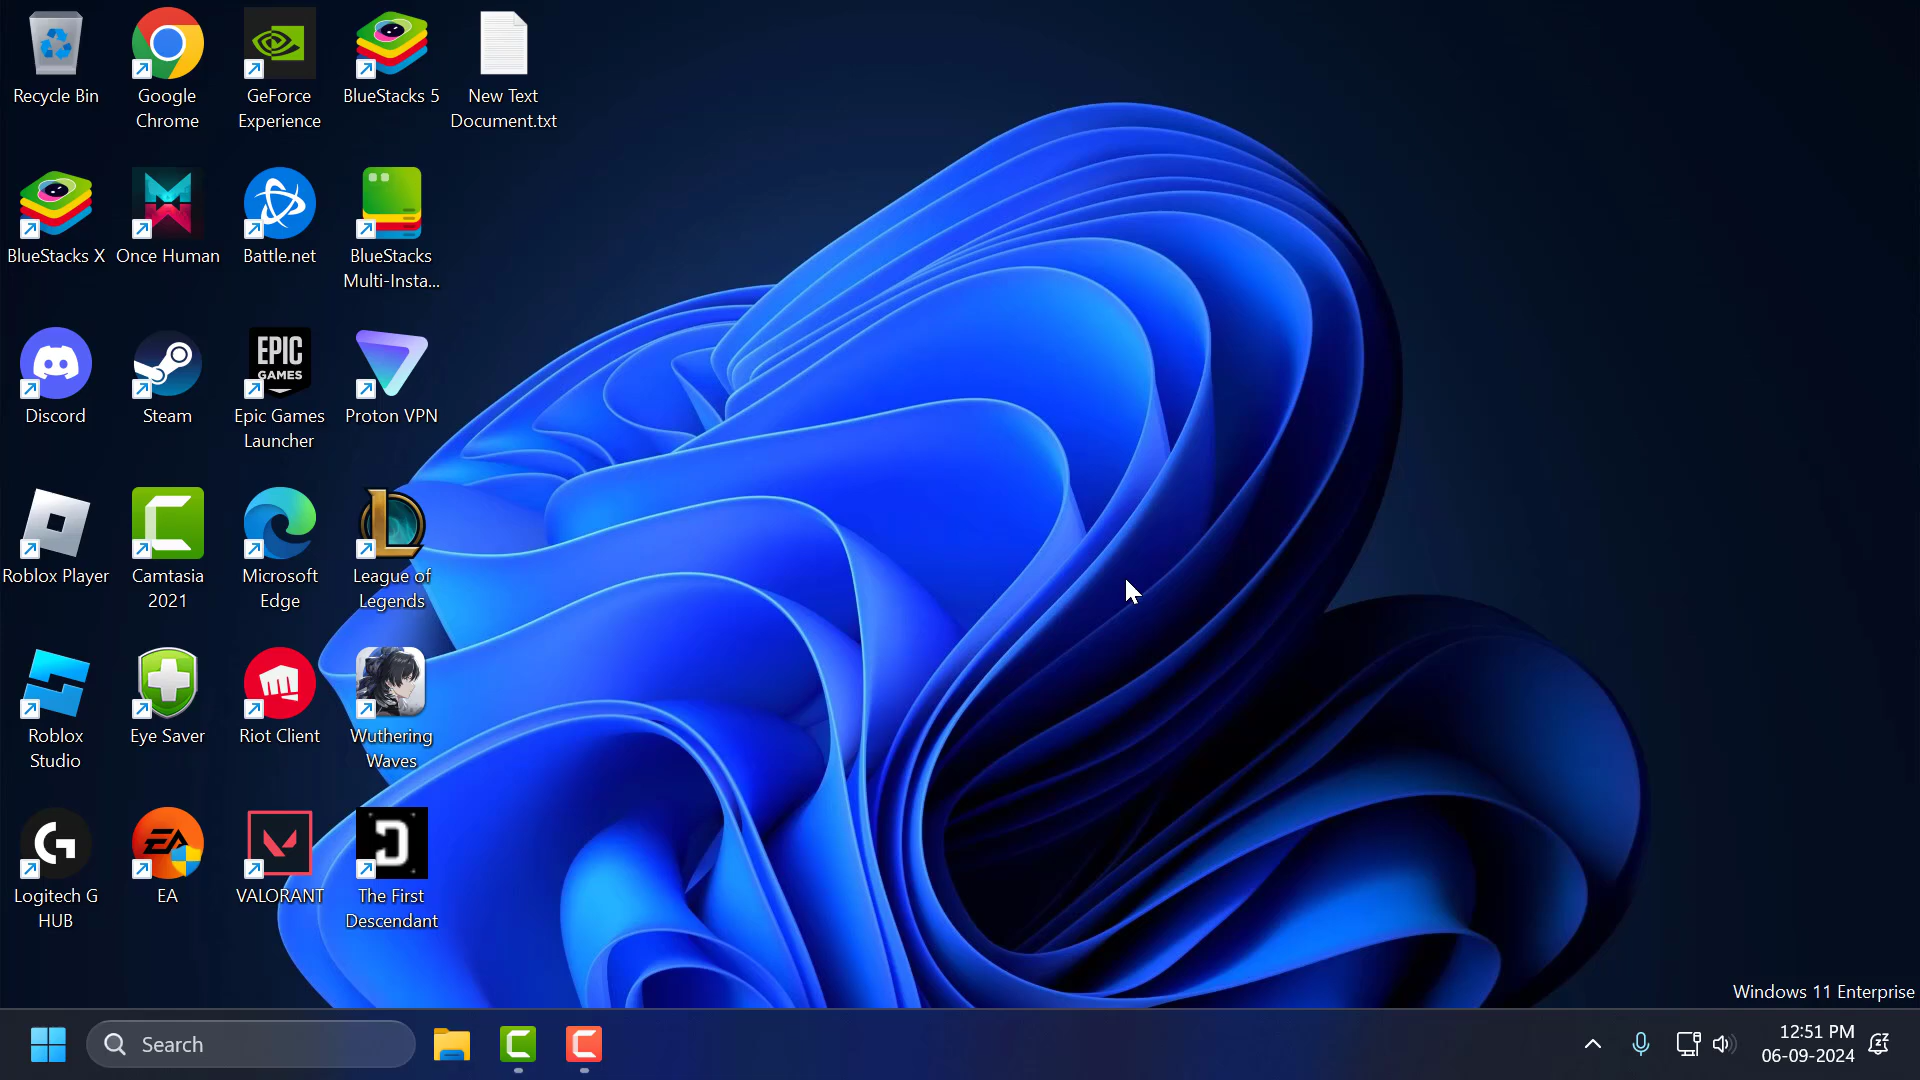 Recycle Bin
Google
Chrome
GeForce
Experience
BlueStacks 5
New Text
Document.txt
BlueStacks X
Once Human
Battle.net
BlueStacks
Multi-Insta...
Discord
Steam
EPIC
GAMES
Epic Games
Launcher
Proton VPN
Roblox Player
Camtasia
2021
Microsoft
Edge
League of
Legends
Roblox
Studio
Eye Saver
Riot Client
Wuthering
Waves
Logitech G
HUB
EA
EA
VALORANT
The First
Descendant
Windows 11 Enterprise
Search
12:51 PM
06-09-2024